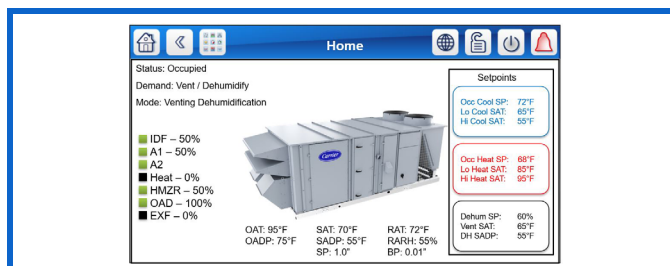 Home
Status: Occupied
Demand: Vent / Dehumidify
Mode: Venting Dehumidification
IDF – 50%
A1 – 50%
A2
Heat – 0%
HMZR – 50%
OAD – 100%
EXF – 0%
Carrier
OAT: 95°F SAT: 70°F RAT: 72°F
OADP: 75°F SADP: 55°F RARH: 55%
SP: 1.0" BP: 0.01"
Setpoints
Occ Cool SP: 72°F
Lo Cool SAT: 65°F
Hi Cool SAT: 55°F
Occ Heat SP: 68°F
Lo Heat SAT: 85°F
Hi Heat SAT: 95°F
Dehum SP: 60%
Vent SAT: 65°F
DH SADP: 55°F